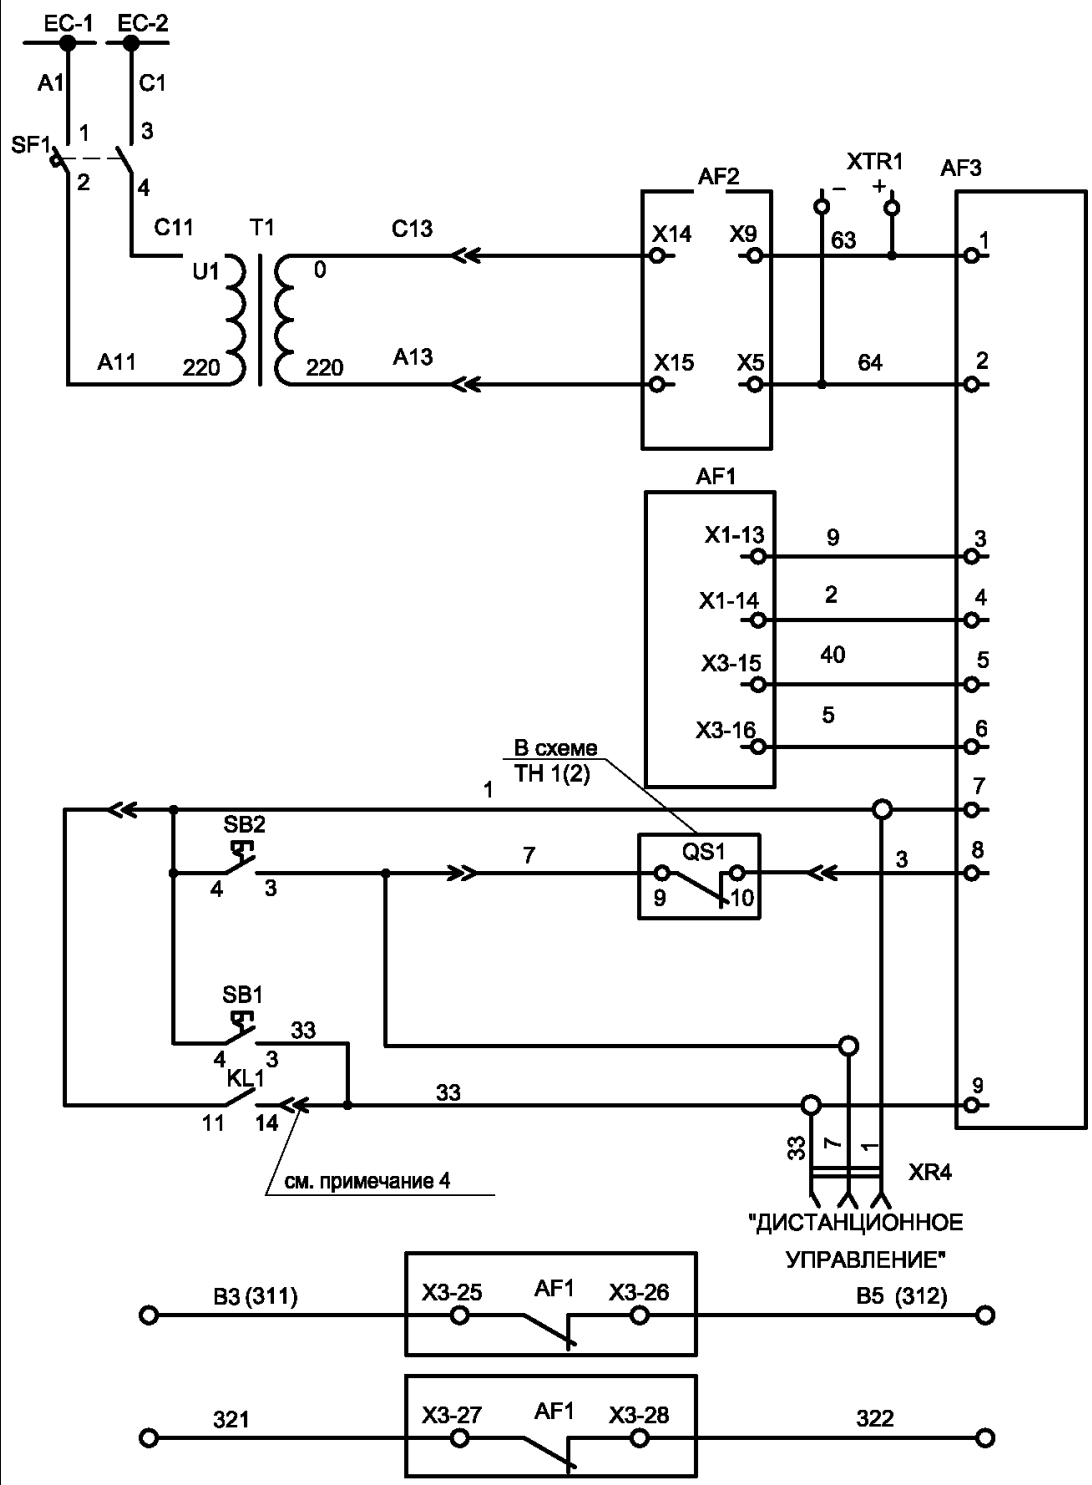 EC-1 EC-2
A1 C1
SF1 1 3
2 4
C11 T1 C13
U1 0
A11 220 220 A13
AF2 XTR1 AF3
- +
X14 X9 63 1
X15 X5 64 2
AF1
X1-13 9 3
X1-14 2 4
X3-15 40 5
X3-16 5 6
В схеме
ТН 1(2)
1 7
SB2 QS1
4 3 7 9 10 3 8
SB1
4 3 33
KL1
11 14 33 9
33 7 1
см. примечание 4
XR4
"ДИСТАНЦИОННОЕ
УПРАВЛЕНИЕ"
B3 (311) X3-25 AF1 X3-26 B5 (312)
321 X3-27 AF1 X3-28 322